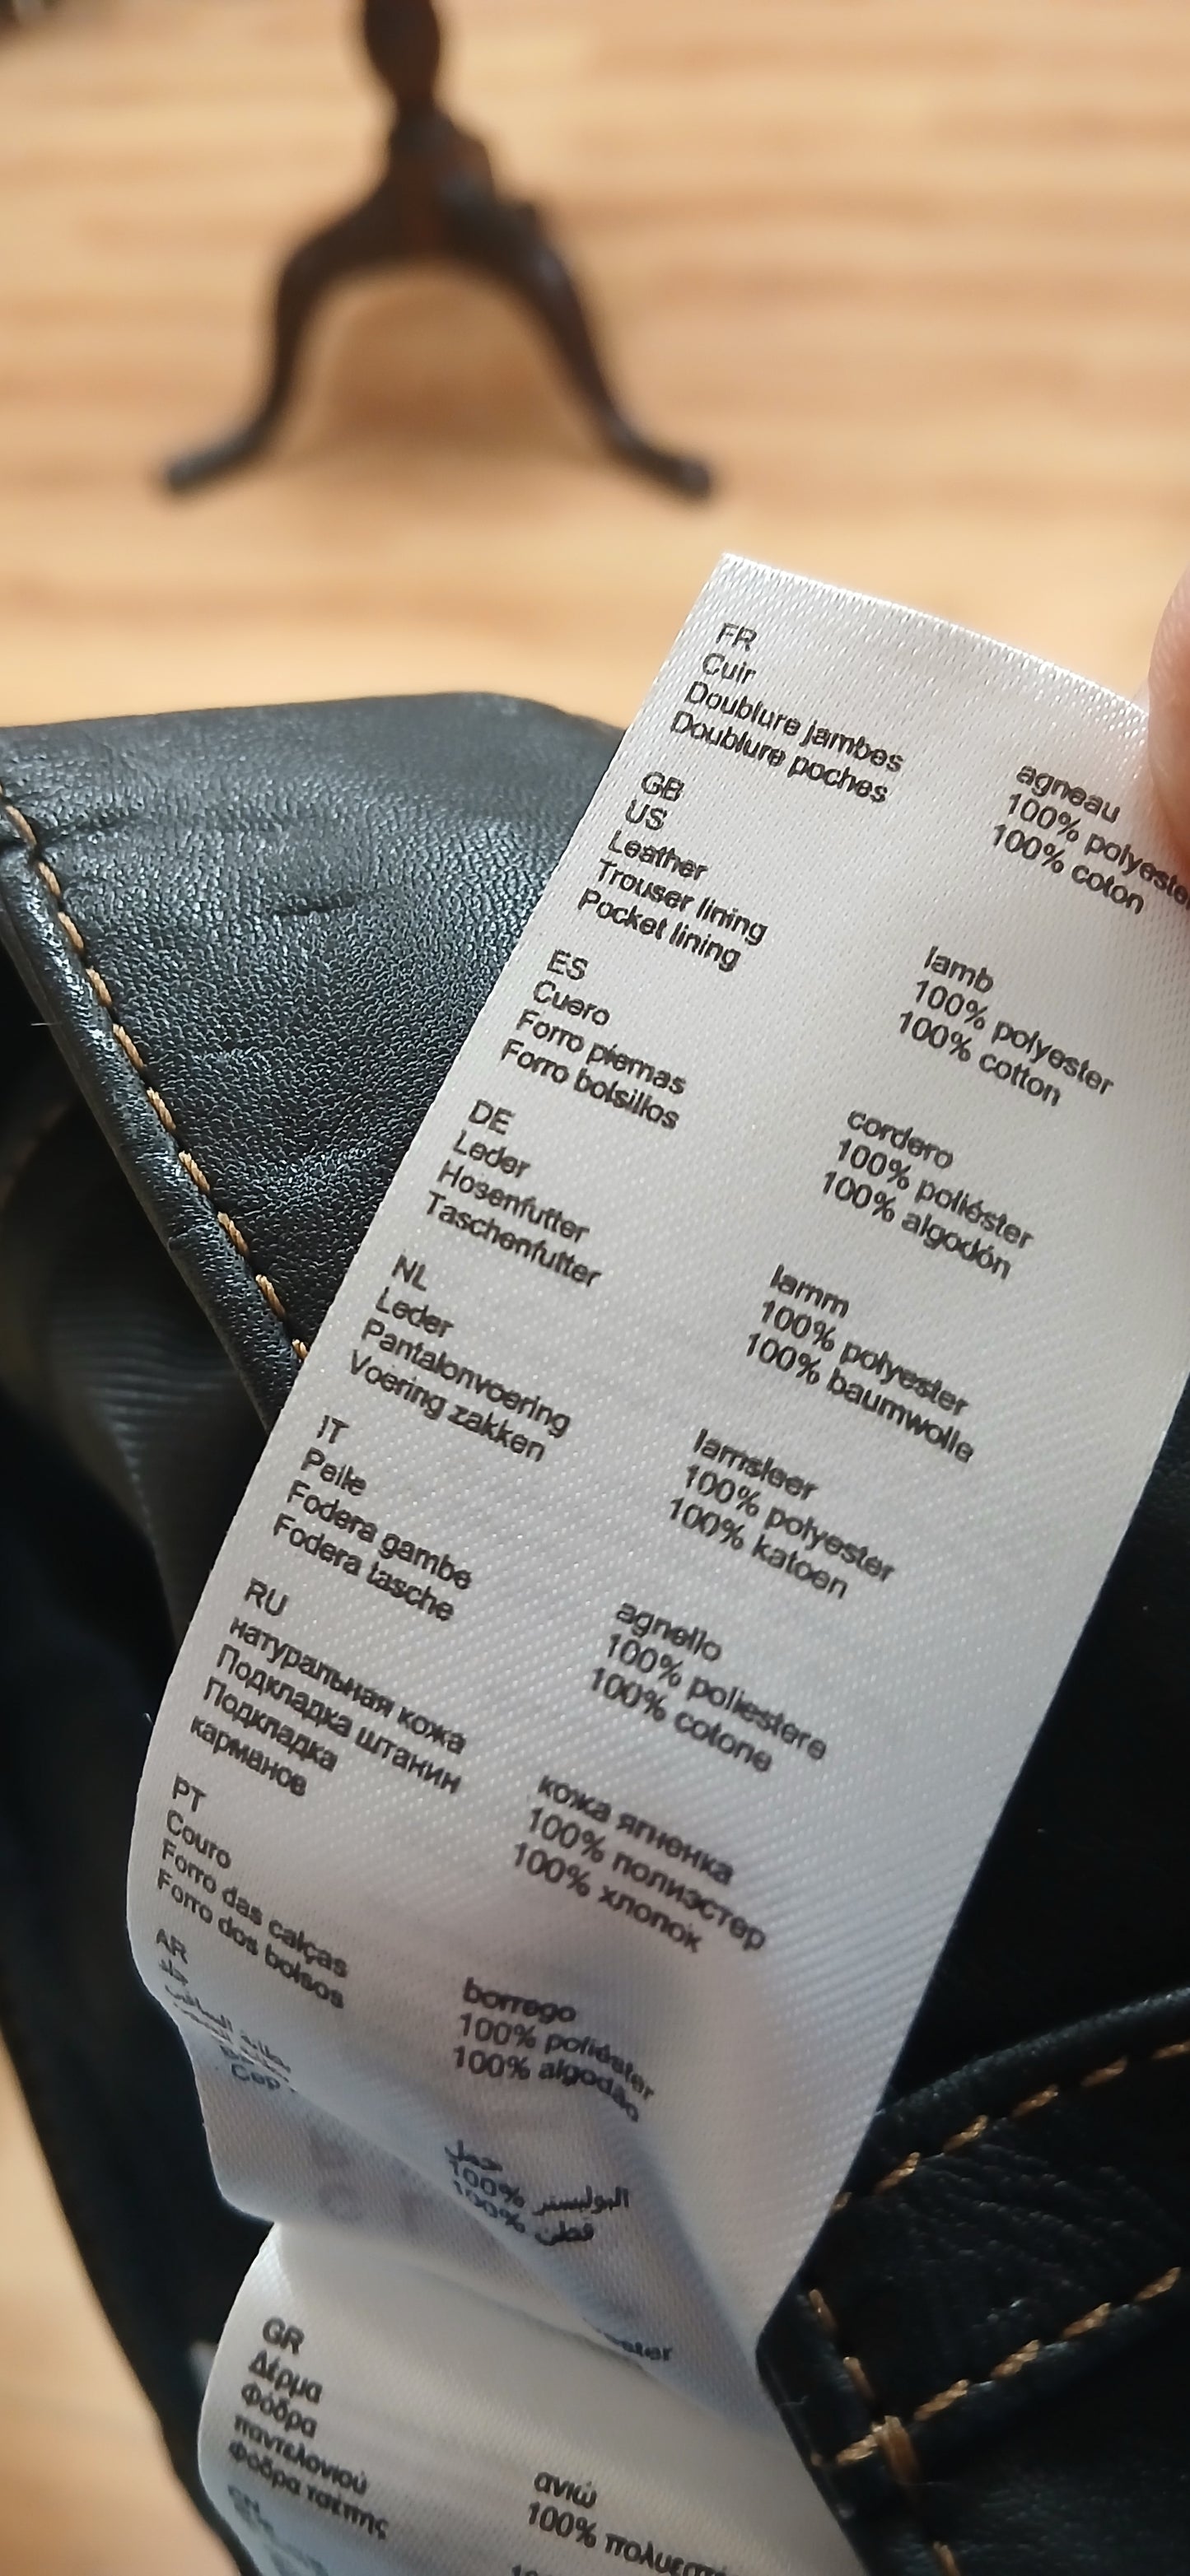 FR
Cuir agneau
Doublure jambes 100% polyester
Doublure poches 100% coton
GB
US
Leather lamb
Trouser lining 100% polyester
Pocket lining 100% cotton
ES
Cuero cordero
Forro piernas 100% poliéster
Forro bolsillos 100% algodón
DE
Leder lamm
Hosenfutter 100% polyester
Taschenfutter 100% baumwolle
NL
Leder lamsleer
Pantalonvoering 100% polyester
Voering zakken 100% katoen
IT
Pelle agnello
Fodera gambe 100% poliestere
Fodera tasche 100% cotone
RU
натуральная кожа кожа ягненка
Подкладка штанин 100% полиэстер
Подкладка 100% хлопок
карманов
PT
Couro borrego
Forro das calças 100% poliéster
Forro dos bolsos 100% algodão
AR
جلد حمل
100% البوليستر
100% قطن
GR
Δέρμα ανιώ
Φόδρα 100%
παντελονιού
Φόδρα τσέπης